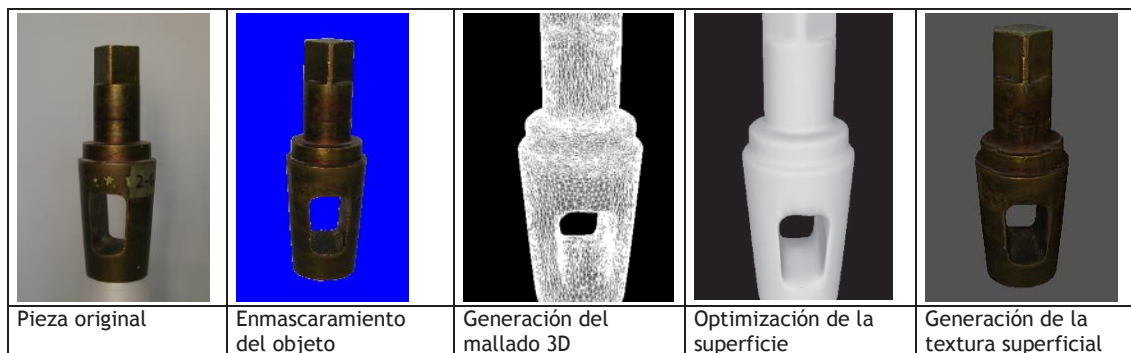 Pieza original
Enmascaramiento
del objeto
Generación del
mallado 3D
Optimización de la
superficie
Generación de la
textura superficial